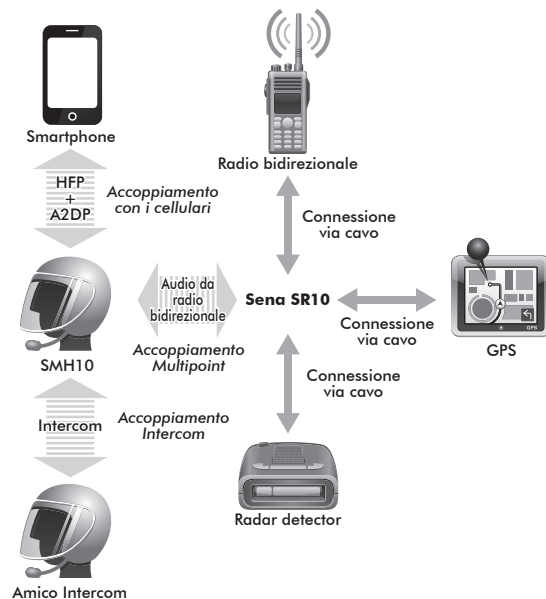 Smartphone
Radio bidirezionale
HFP
+
A2DP
Accoppiamento
con i cellulari
Connessione
via cavo
Audio da
radio
bidirezionale
Sena SR10
Connessione
via cavo
GPS
GPS
SMH10
Accoppiamento
Multipoint
Connessione
via cavo
Intercom
Accoppiamento
Intercom
Radar detector
Amico Intercom